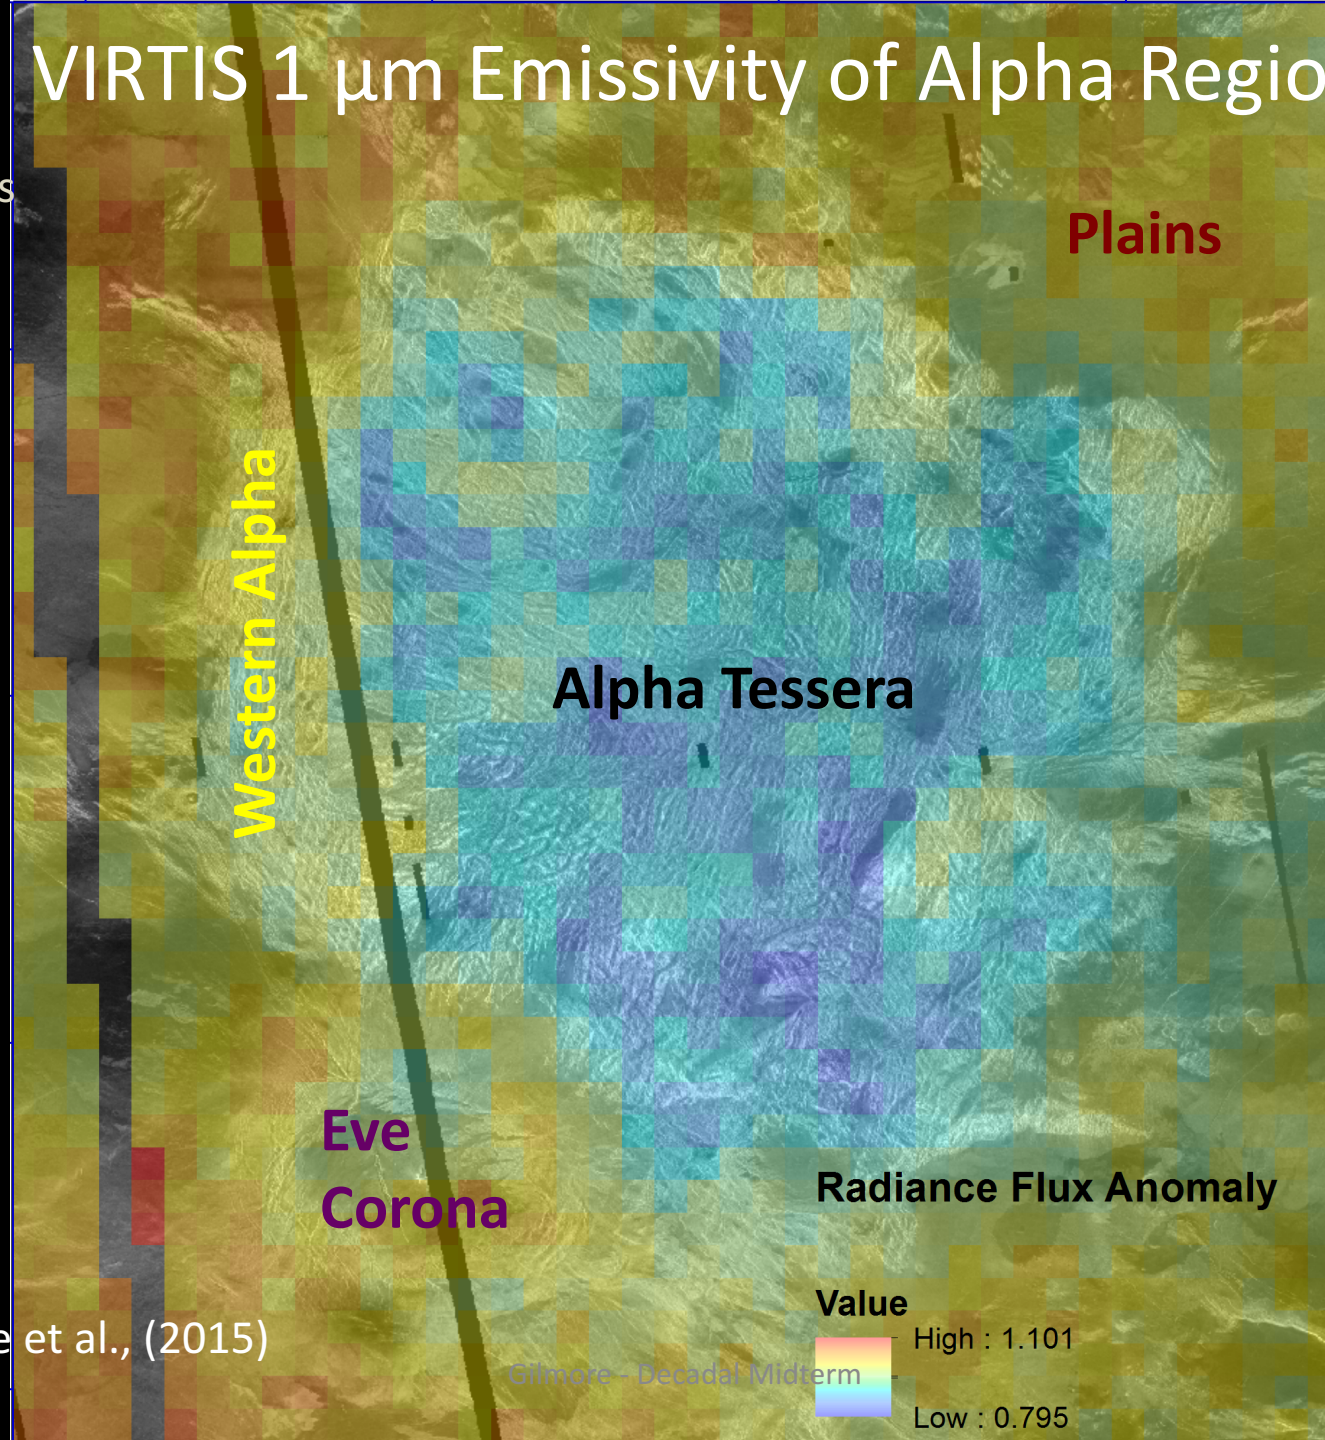 VIRTIS 1 µm Emissivity of Alpha Regio
s
Plains
Western Alpha
Alpha Tessera
Eve
Corona
Radiance Flux Anomaly
Value
High : 1.101
Low : 0.795
e et al., (2015)
Gilmore - Decadal Midterm